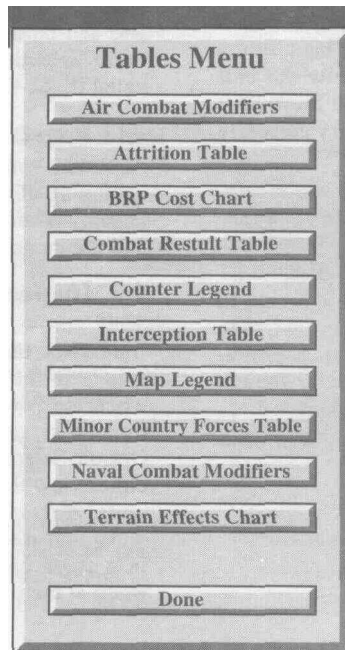 Tables Menu
Air Combat Modifiers
Attrition Table
BRP Cost Chart
Combat Restult Table
Counter Legend
Interception Table
Map Legend
Minor Country Forces Table
Naval Combat Modifiers
Terrain Effects Chart
Done